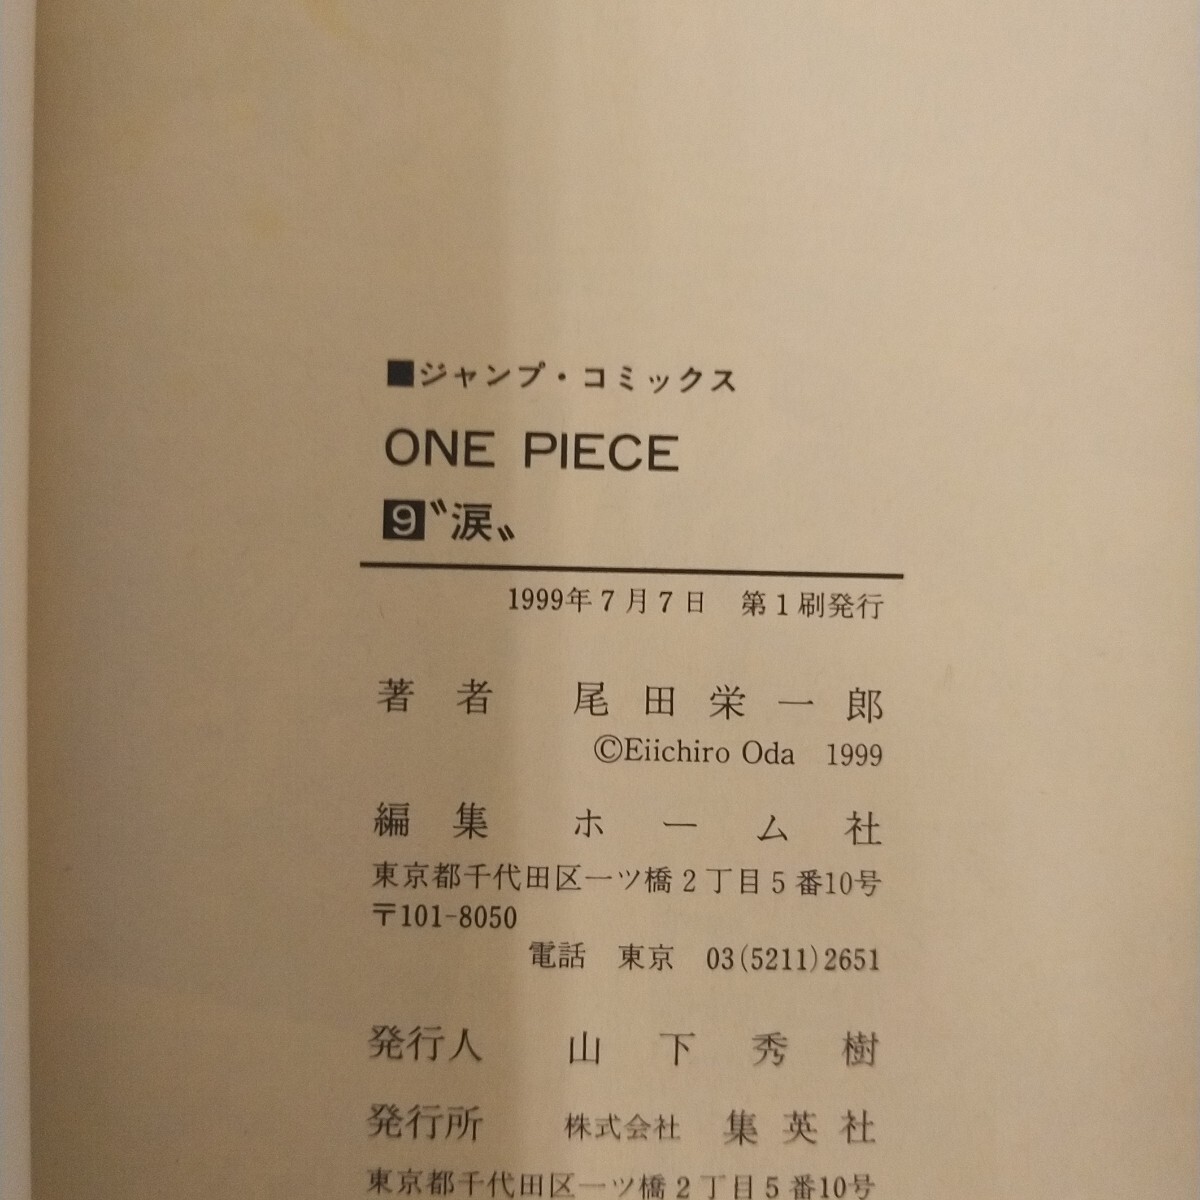 ■ジャンプ・コミックス
ONE PIECE
9〝涙〟
1999年7月7日 第1刷発行
著者 尾田栄一郎
©Eiichiro Oda 1999
編集 ホーム社
東京都千代田区一ツ橋2丁目5番10号
〒101-8050
電話 東京 03(5211)2651
発行人 山下秀樹
発行所 株式会社 集英社
東京都千代田区一ツ橋2丁目5番10号